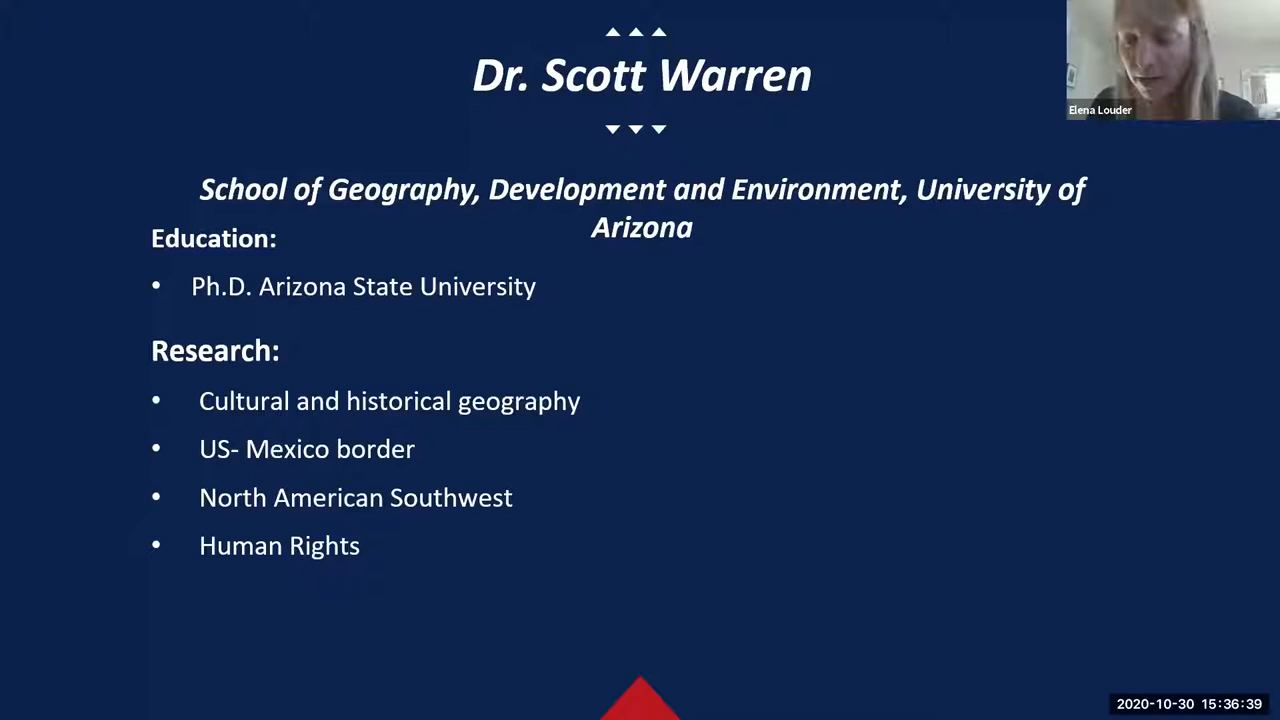 Dr. Scott Warren
Elena Louder
School of Geography, Development and Environment, University of
Arizona
Education:
• Ph.D. Arizona State University
Research:
• Cultural and historical geography
• US- Mexico border
• North American Southwest
• Human Rights
2020-10-30 15:36:39